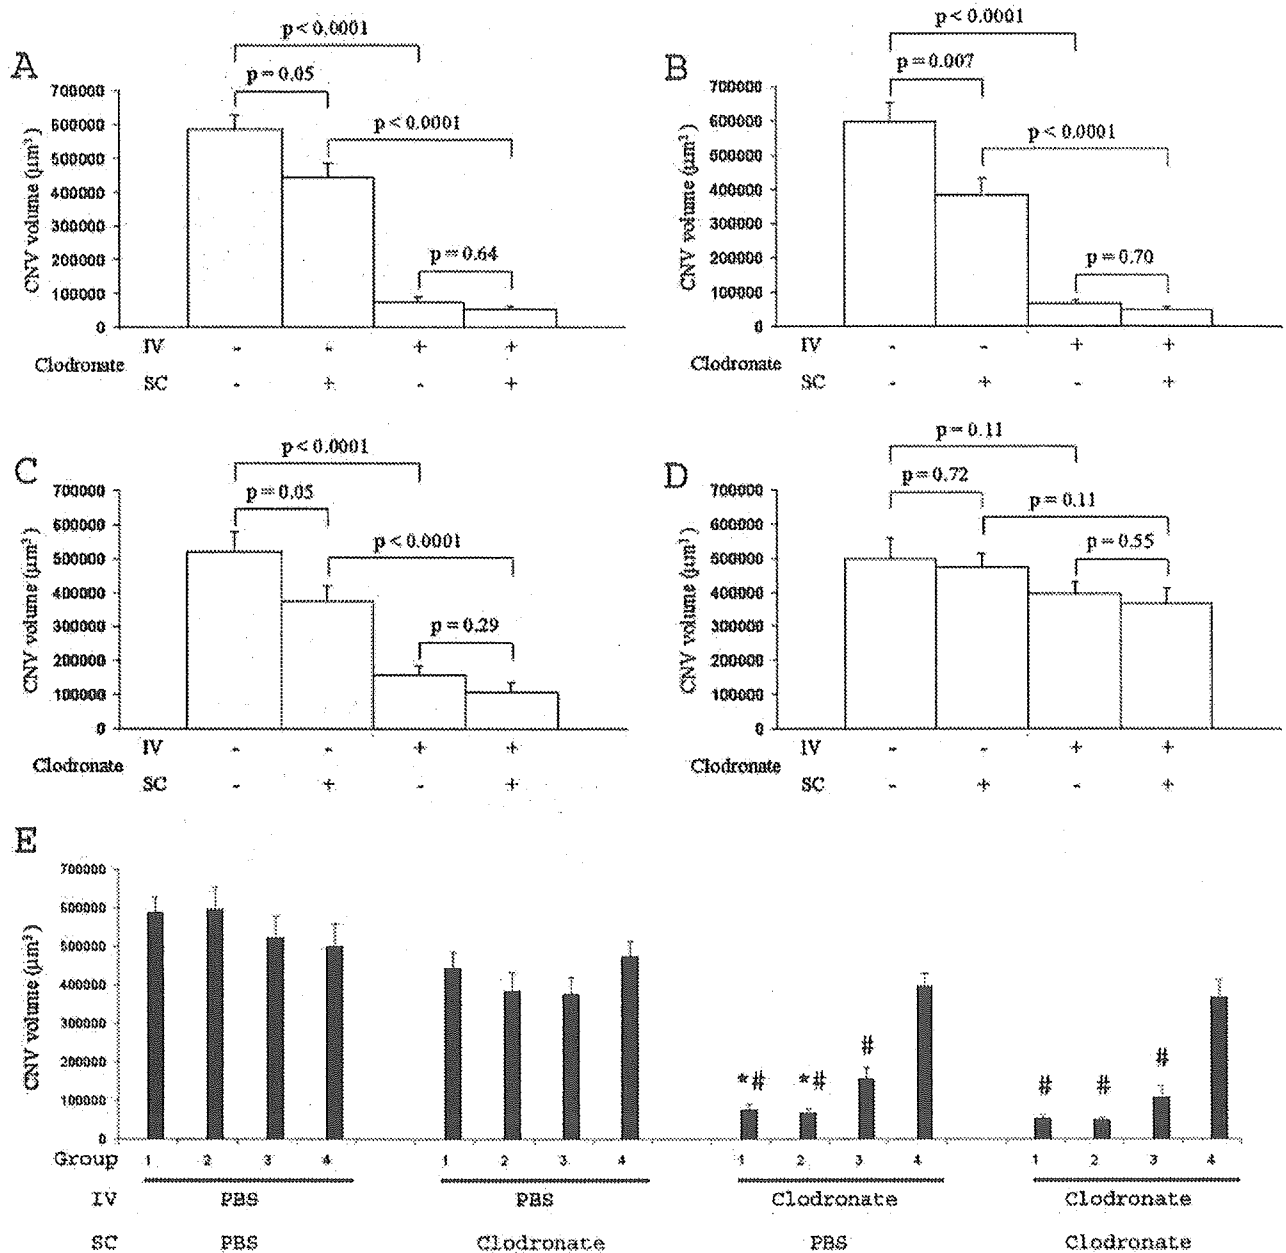 A
p < 0.0001
p = 0.05
p < 0.0001
p = 0.64
CNV volume (µm³)
700000
600000
500000
400000
300000
200000
100000
0
IV - - + +
Clodronate
SC - + - +
B
p < 0.0001
p = 0.007
p < 0.0001
p = 0.70
CNV volume (µm³)
700000
600000
500000
400000
300000
200000
100000
0
IV - - + +
Clodronate
SC - + - +
C
p < 0.0001
p = 0.05
p < 0.0001
p = 0.29
CNV volume (µm³)
700000
600000
500000
400000
300000
200000
100000
0
IV - - + +
Clodronate
SC - + - +
D
p = 0.11
p = 0.72
p = 0.11
p = 0.55
CNV volume (µm³)
700000
600000
500000
400000
300000
200000
100000
0
IV - - + +
Clodronate
SC - + - +
E
CNV volume (µm³)
700000
600000
500000
400000
300000
200000
100000
0
*# *# # # # #
Group 1 2 3 4 1 2 3 4 1 2 3 4 1 2 3 4
IV PBS PBS Clodronate Clodronate
SC PBS Clodronate PBS Clodronate